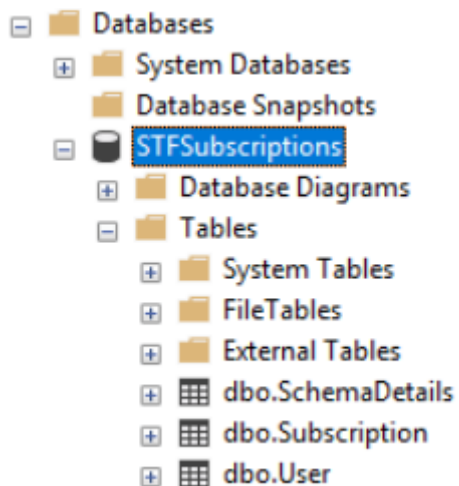 Databases
System Databases
Database Snapshots
STFSubscriptions
Database Diagrams
Tables
System Tables
FileTables
External Tables
dbo.SchemaDetails
dbo.Subscription
dbo.User